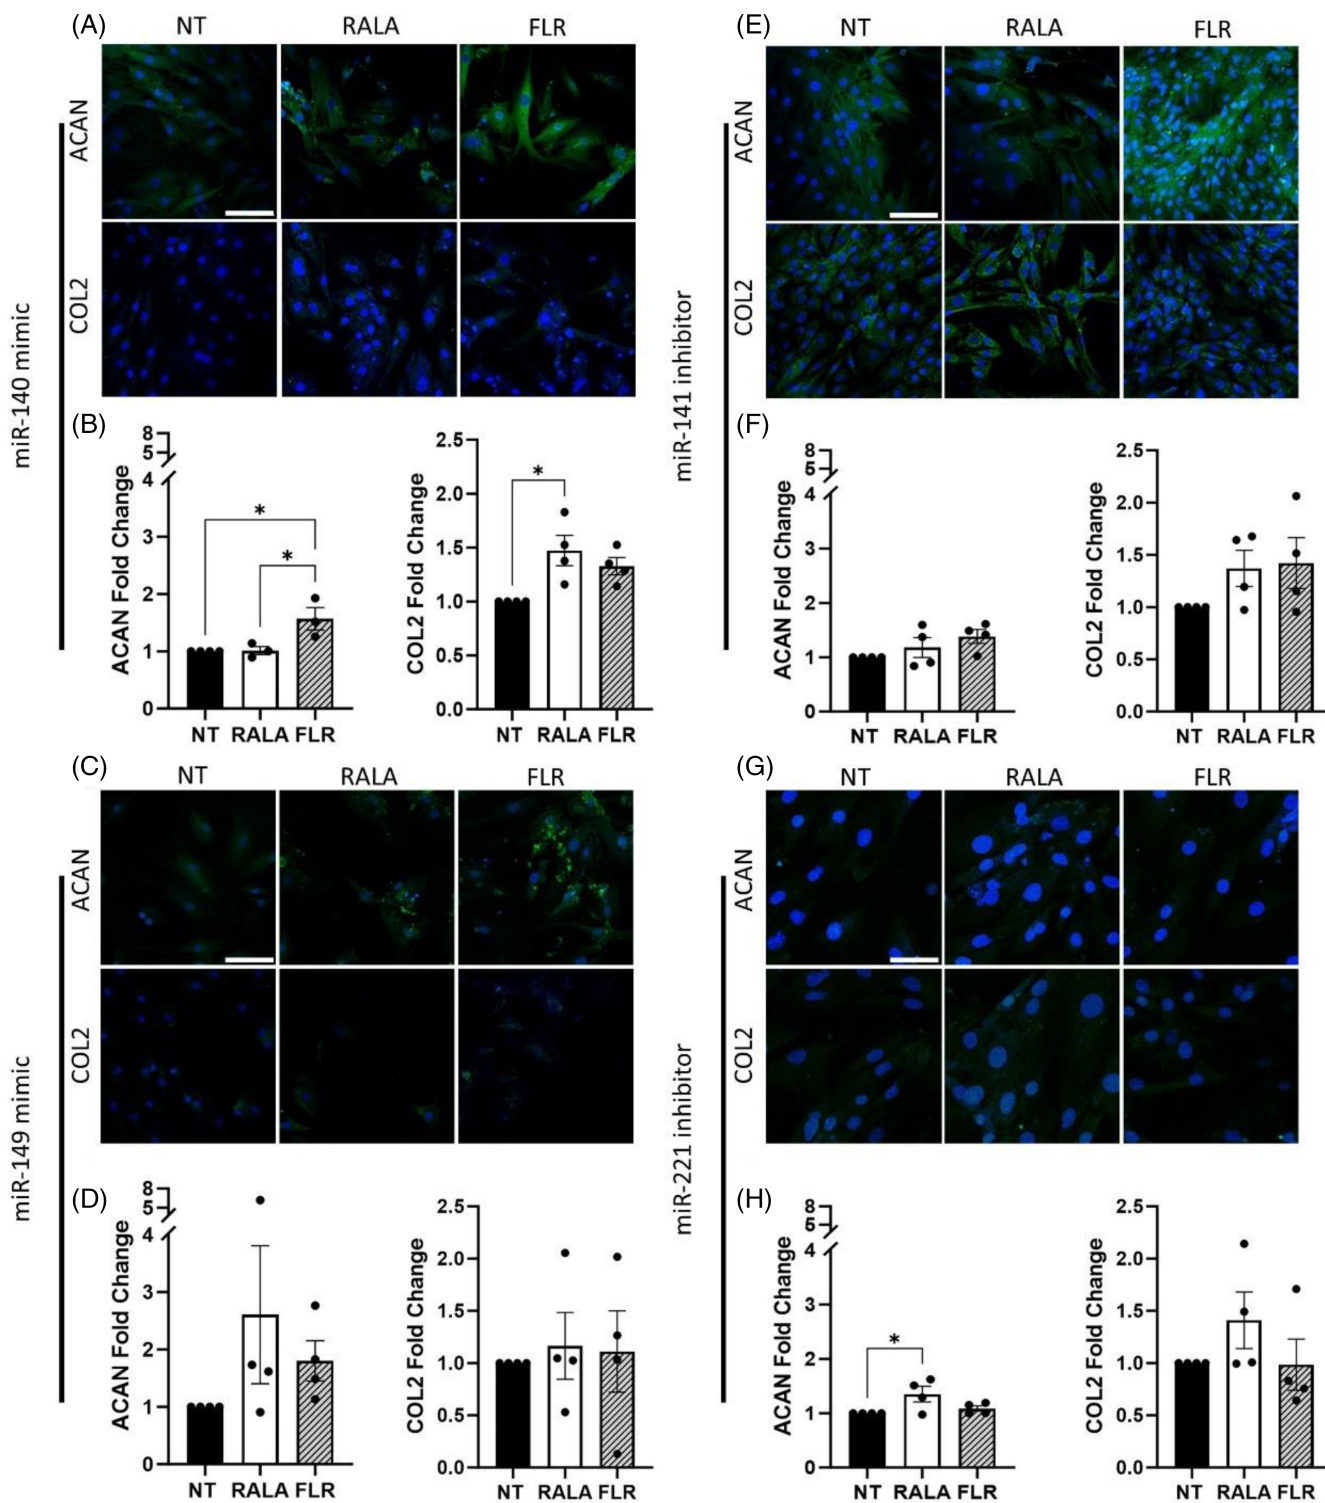 (A)
NT RALA FLR
ACAN
COL2
miR-140 mimic
(B)
8
5
4
3
2
1
0
ACAN Fold Change
*
*
NT RALA FLR
2.5
2.0
1.5
1.0
0.5
0.0
COL2 Fold Change
*
NT RALA FLR
(C)
NT RALA FLR
ACAN
COL2
miR-149 mimic
(D)
8
5
4
3
2
1
0
ACAN Fold Change
NT RALA FLR
2.5
2.0
1.5
1.0
0.5
0.0
COL2 Fold Change
NT RALA FLR
(E)
NT RALA FLR
ACAN
COL2
miR-141 inhibitor
(F)
8
5
4
3
2
1
0
ACAN Fold Change
NT RALA FLR
2.5
2.0
1.5
1.0
0.5
0.0
COL2 Fold Change
NT RALA FLR
(G)
NT RALA FLR
ACAN
COL2
miR-221 inhibitor
(H)
8
5
4
3
2
1
0
ACAN Fold Change
*
NT RALA FLR
2.5
2.0
1.5
1.0
0.5
0.0
COL2 Fold Change
NT RALA FLR